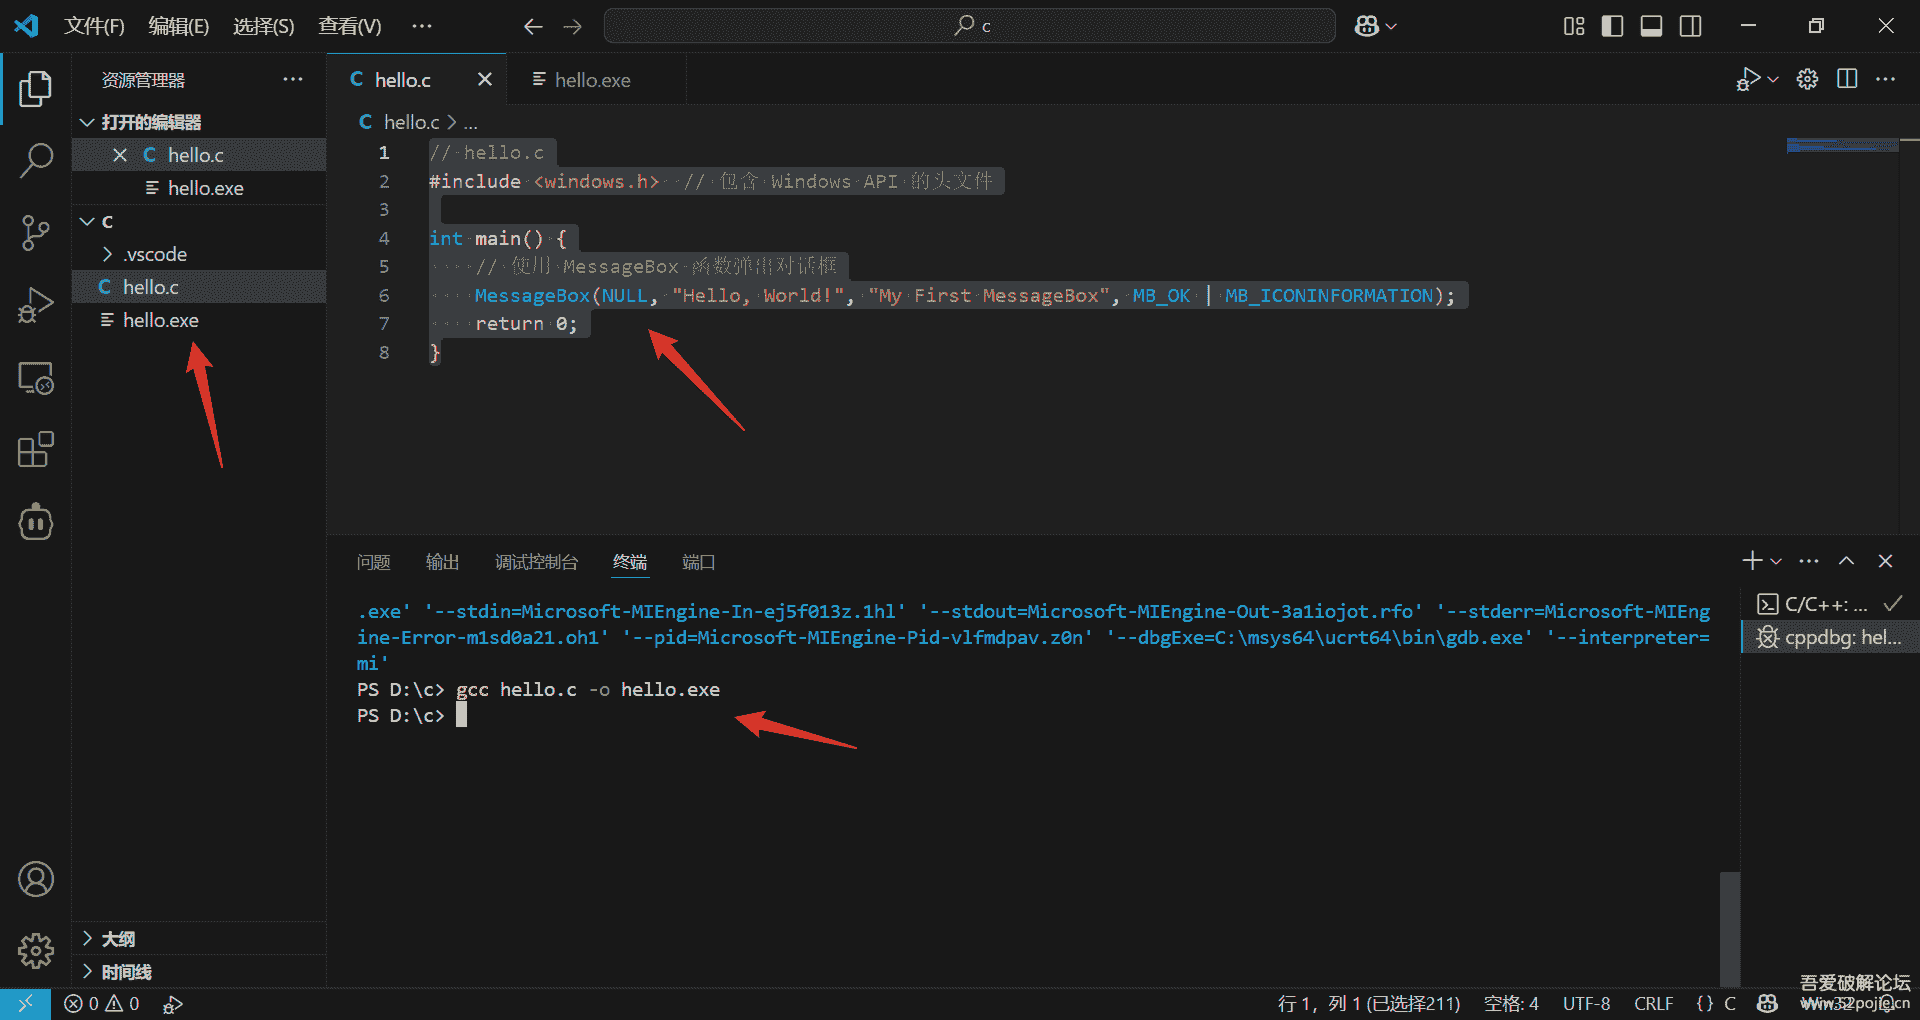 文件(F) 编辑(E) 选择(S) 查看(V) ··· c
资源管理器 ···
打开的编辑器
hello.c
hello.exe
C
.vscode
hello.c
hello.exe
大纲
时间线
hello.c hello.exe
hello.c > ...
1 // hello.c
2 #include <windows.h> // 包含 Windows API 的头文件
3
4 int main() {
5 // 使用 MessageBox 函数弹出对话框
6 MessageBox(NULL, "Hello, World!", "My First MessageBox", MB_OK | MB_ICONINFORMATION);
7 return 0;
8 }
问题 输出 调试控制台 终端 端口
.exe' '--stdin=Microsoft-MIEngine-In-ej5f013z.1hl' '--stdout=Microsoft-MIEngine-Out-3a1iojot.rfo' '--stderr=Microsoft-MIEng
ine-Error-m1sd0a21.oh1' '--pid=Microsoft-MIEngine-Pid-vlfmdpav.z0n' '--dbgExe=C:\msys64\ucrt64\bin\gdb.exe' '--interpreter=
mi'
PS D:\c> gcc hello.c -o hello.exe
PS D:\c>
C/C++: ...
cppdbg: hel...
0 0 行 1，列 1 (已选择211) 空格: 4 UTF-8 CRLF {} C Win32
吾爱破解论坛
www.52pojie.cn